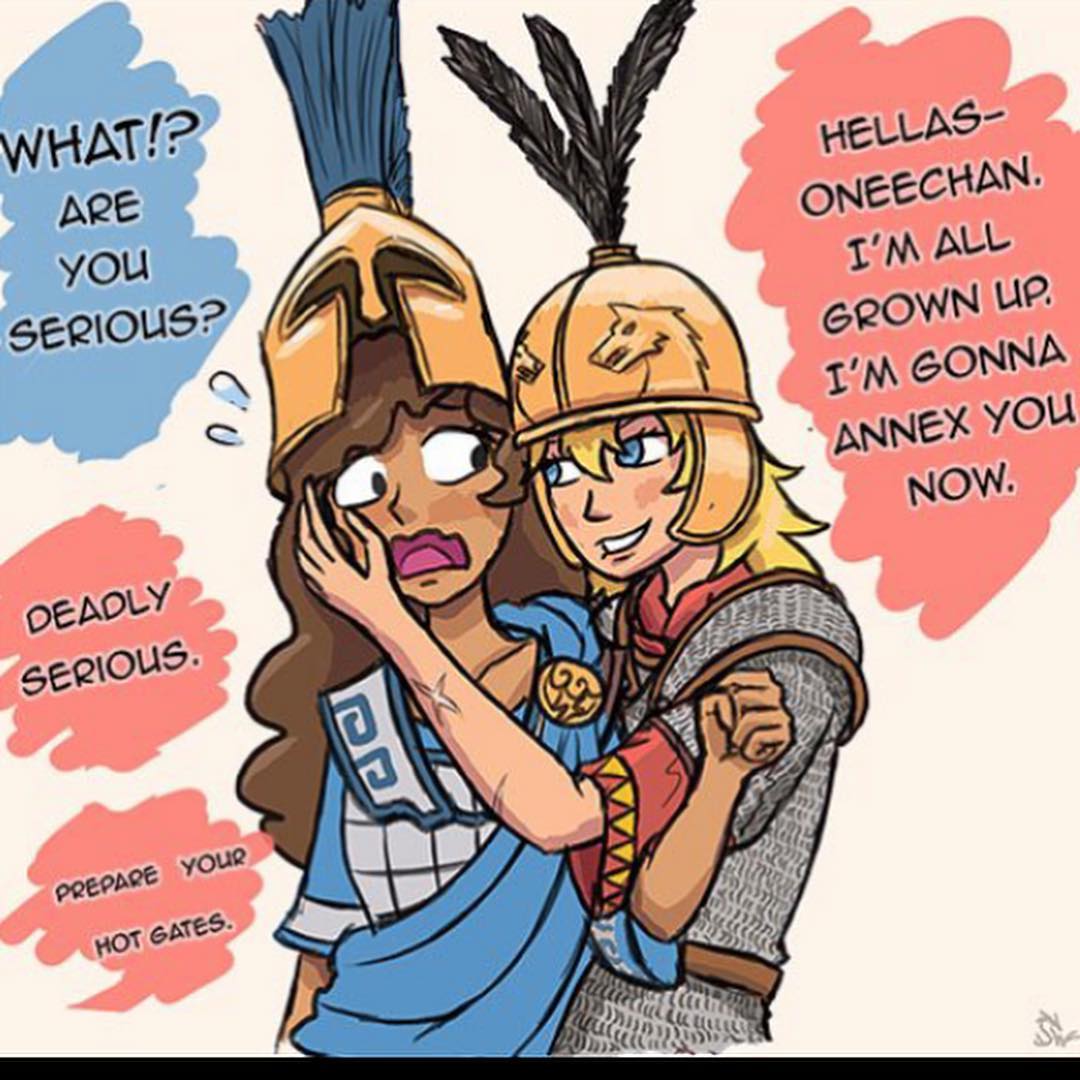 HELLAS-
ONEECHAN.
I'M ALL
GROWN UP.
I'M GONNA
ANNEX YOU
NOW.
WHAT!?
ARE
YOU
SERIOUS?
DEADLY
SERIOUS.
PREPARE YOUR
HOT GATES.